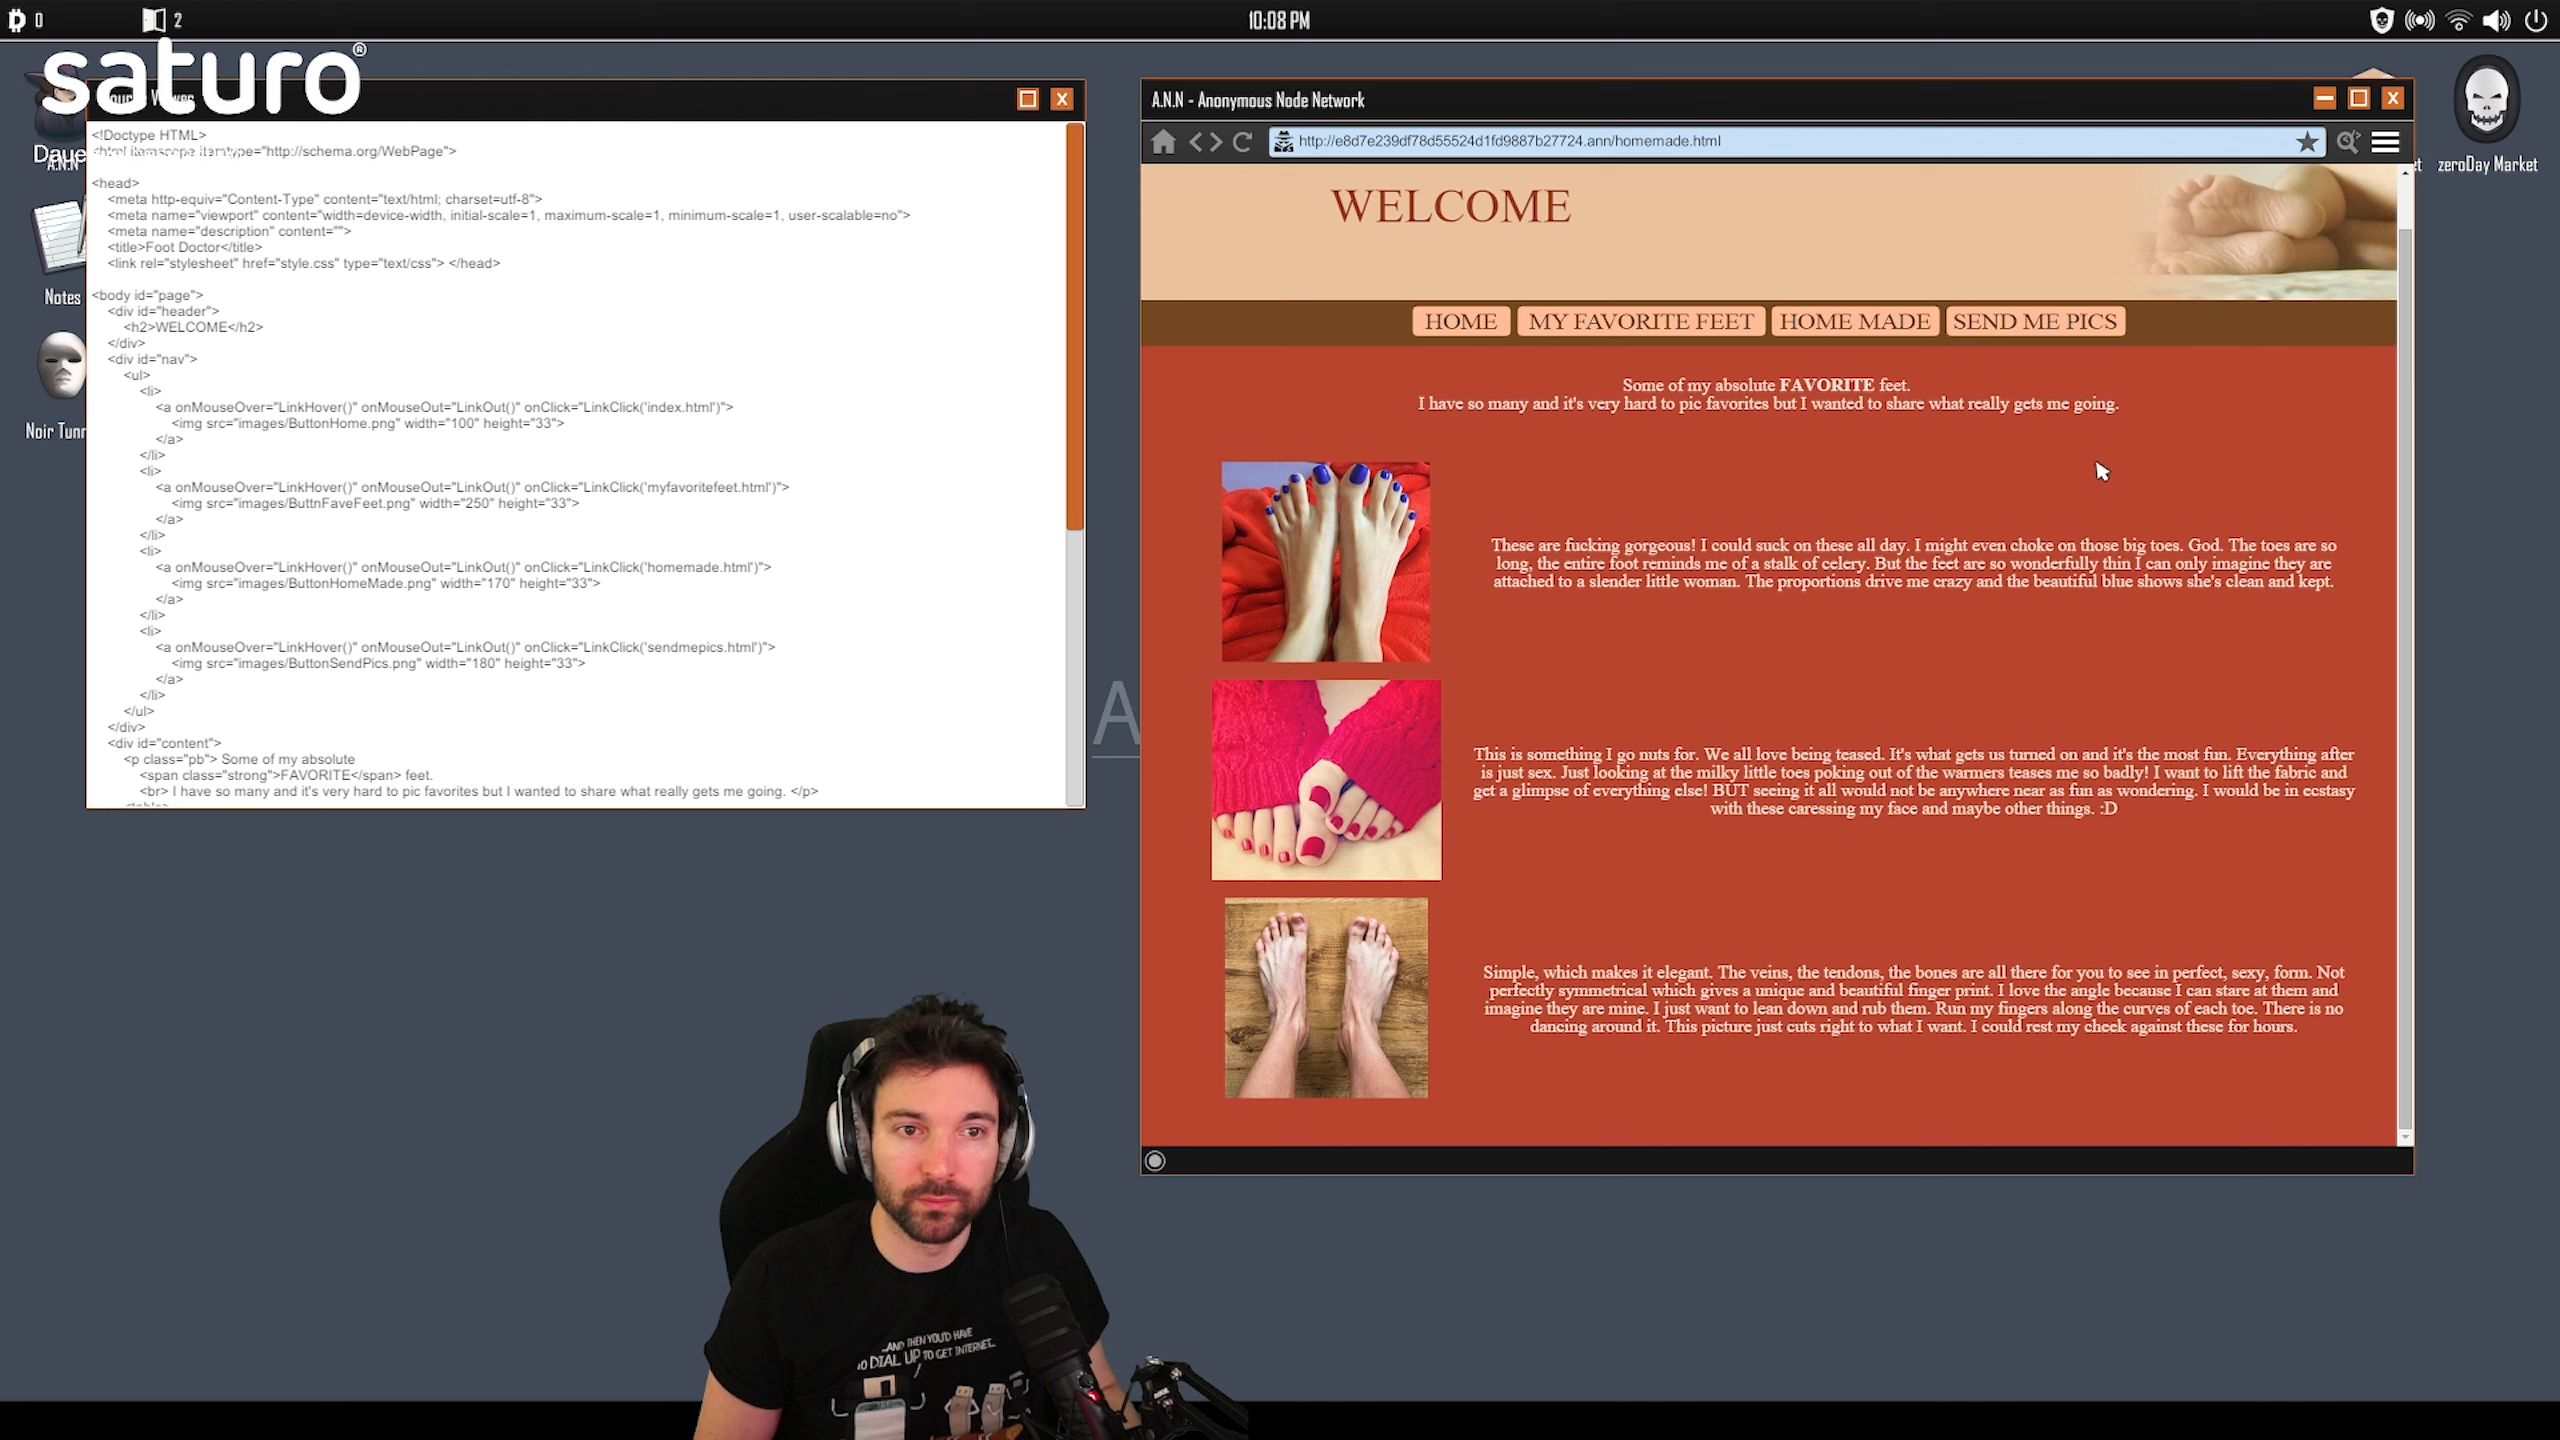 0
2
10:08 PM
saturo®
A.N.N
Notes
zeroDay Market
<!Doctype HTML>
<html itemscope itemtype="http://schema.org/WebPage">
<head>
<meta http-equiv="Content-Type" content="text/html; charset=utf-8">
<meta name="viewport" content="width=device-width, initial-scale=1, maximum-scale=1, minimum-scale=1, user-scalable=no">
<meta name="description" content="">
<title>Foot Doctor</title>
<link rel="stylesheet" href="style.css" type="text/css"> </head>
<body id="page">
<div id="header">
<h2>WELCOME</h2>
</div>
<div id="nav">
<ul>
<li>
<a onMouseOver="LinkHover()" onMouseOut="LinkOut()" onClick="LinkClick('index.html')">
<img src="images/ButtonHome.png" width="100" height="33">
</a>
</li>
<li>
<a onMouseOver="LinkHover()" onMouseOut="LinkOut()" onClick="LinkClick('myfavoritefeet.html')">
<img src="images/ButtnFaveFeet.png" width="250" height="33">
</a>
</li>
<li>
<a onMouseOver="LinkHover()" onMouseOut="LinkOut()" onClick="LinkClick('homemade.html')">
<img src="images/ButtonHomeMade.png" width="170" height="33">
</a>
</li>
<li>
<a onMouseOver="LinkHover()" onMouseOut="LinkOut()" onClick="LinkClick('sendmepics.html')">
<img src="images/ButtonSendPics.png" width="180" height="33">
</a>
</li>
</ul>
</div>
<div id="content">
<p class="pb"> Some of my absolute
<span class="strong">FAVORITE</span> feet.
<br> I have so many and it's very hard to pic favorites but I wanted to share what really gets me going. </p>
A.N.N - Anonymous Node Network
http://e8d7e239df78d55524d1fd9887b27724.ann/homemade.html
WELCOME
HOME MY FAVORITE FEET HOME MADE SEND ME PICS
Some of my absolute FAVORITE feet.
I have so many and it's very hard to pic favorites but I wanted to share what really gets me going.
These are fucking gorgeous! I could suck on these all day. I might even choke on those big toes. God. The toes are so
long, the entire foot reminds me of a stalk of celery. But the feet are so wonderfully thin I can only imagine they are
attached to a slender little woman. The proportions drive me crazy and the beautiful blue shows she's clean and kept.
This is something I go nuts for. We all love being teased. It's what gets us turned on and it's the most fun. Everything after
is just sex. Just looking at the milky little toes poking out of the warmers teases me so badly! I want to lift the fabric and
get a glimpse of everything else! BUT seeing it all would not be anywhere near as fun as wondering. I would be in ecstasy
with these caressing my face and maybe other things. :D
Simple, which makes it elegant. The veins, the tendons, the bones are all there for you to see in perfect, sexy, form. Not
perfectly symmetrical which gives a unique and beautiful finger print. I love the angle because I can stare at them and
imagine they are mine. I just want to lean down and rub them. Run my fingers along the curves of each toe. There is no
dancing around it. This picture just cuts right to what I want. I could rest my cheek against these for hours.
A
Noir
...AND THEN YOU'D HAVE
TO DIAL UP TO GET INTERNET...